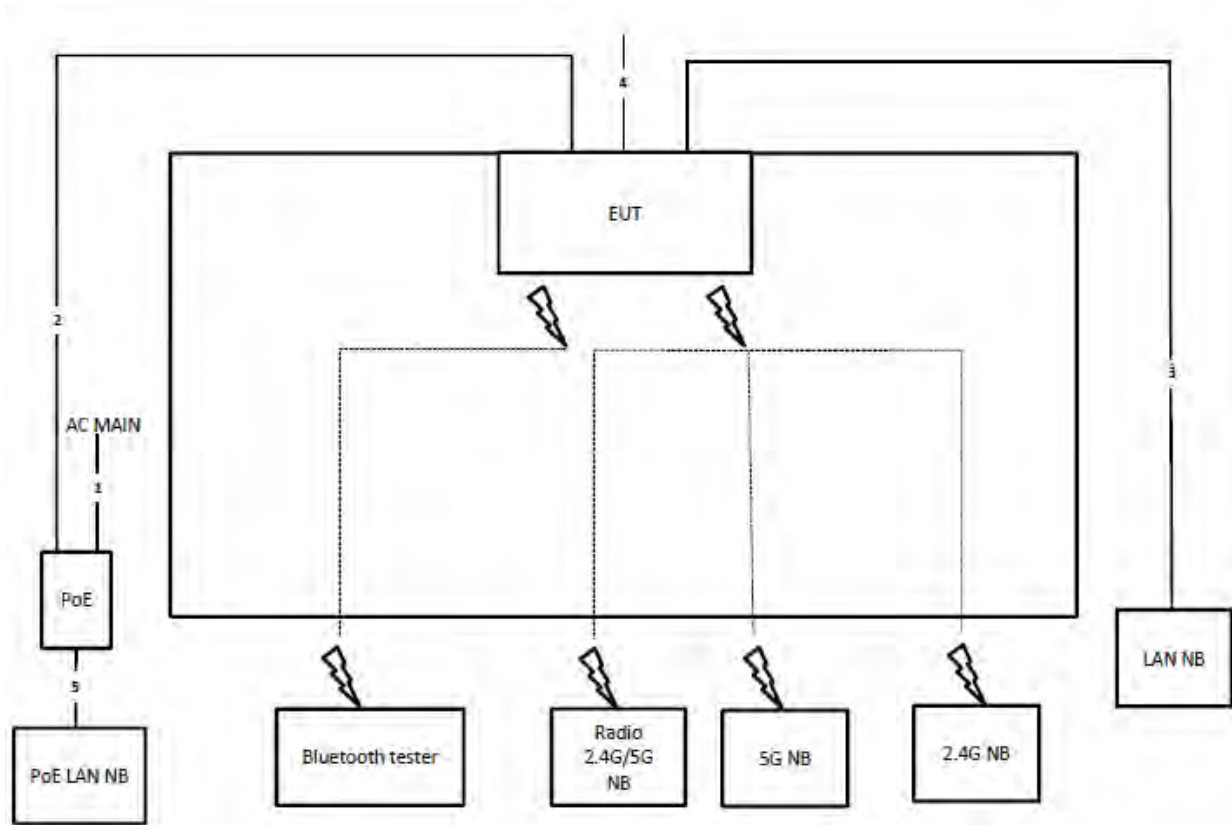 4
EUT
2
3
AC MAIN
1
PoE
LAN NB
5
Bluetooth tester
Radio
2.4G/5G
NB
5G NB
2.4G NB
PoE LAN NB